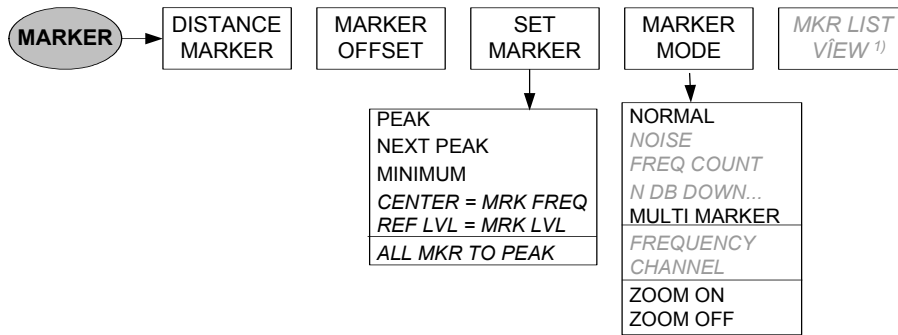 MARKER
DISTANCE
MARKER
MARKER
OFFSET
SET
MARKER
MARKER
MODE
MKR LIST
VÎEW 1)
PEAK
NEXT PEAK
MINIMUM
CENTER = MRK FREQ
REF LVL = MRK LVL
ALL MKR TO PEAK
NORMAL
NOISE
FREQ COUNT
N DB DOWN...
MULTI MARKER
FREQUENCY
CHANNEL
ZOOM ON
ZOOM OFF